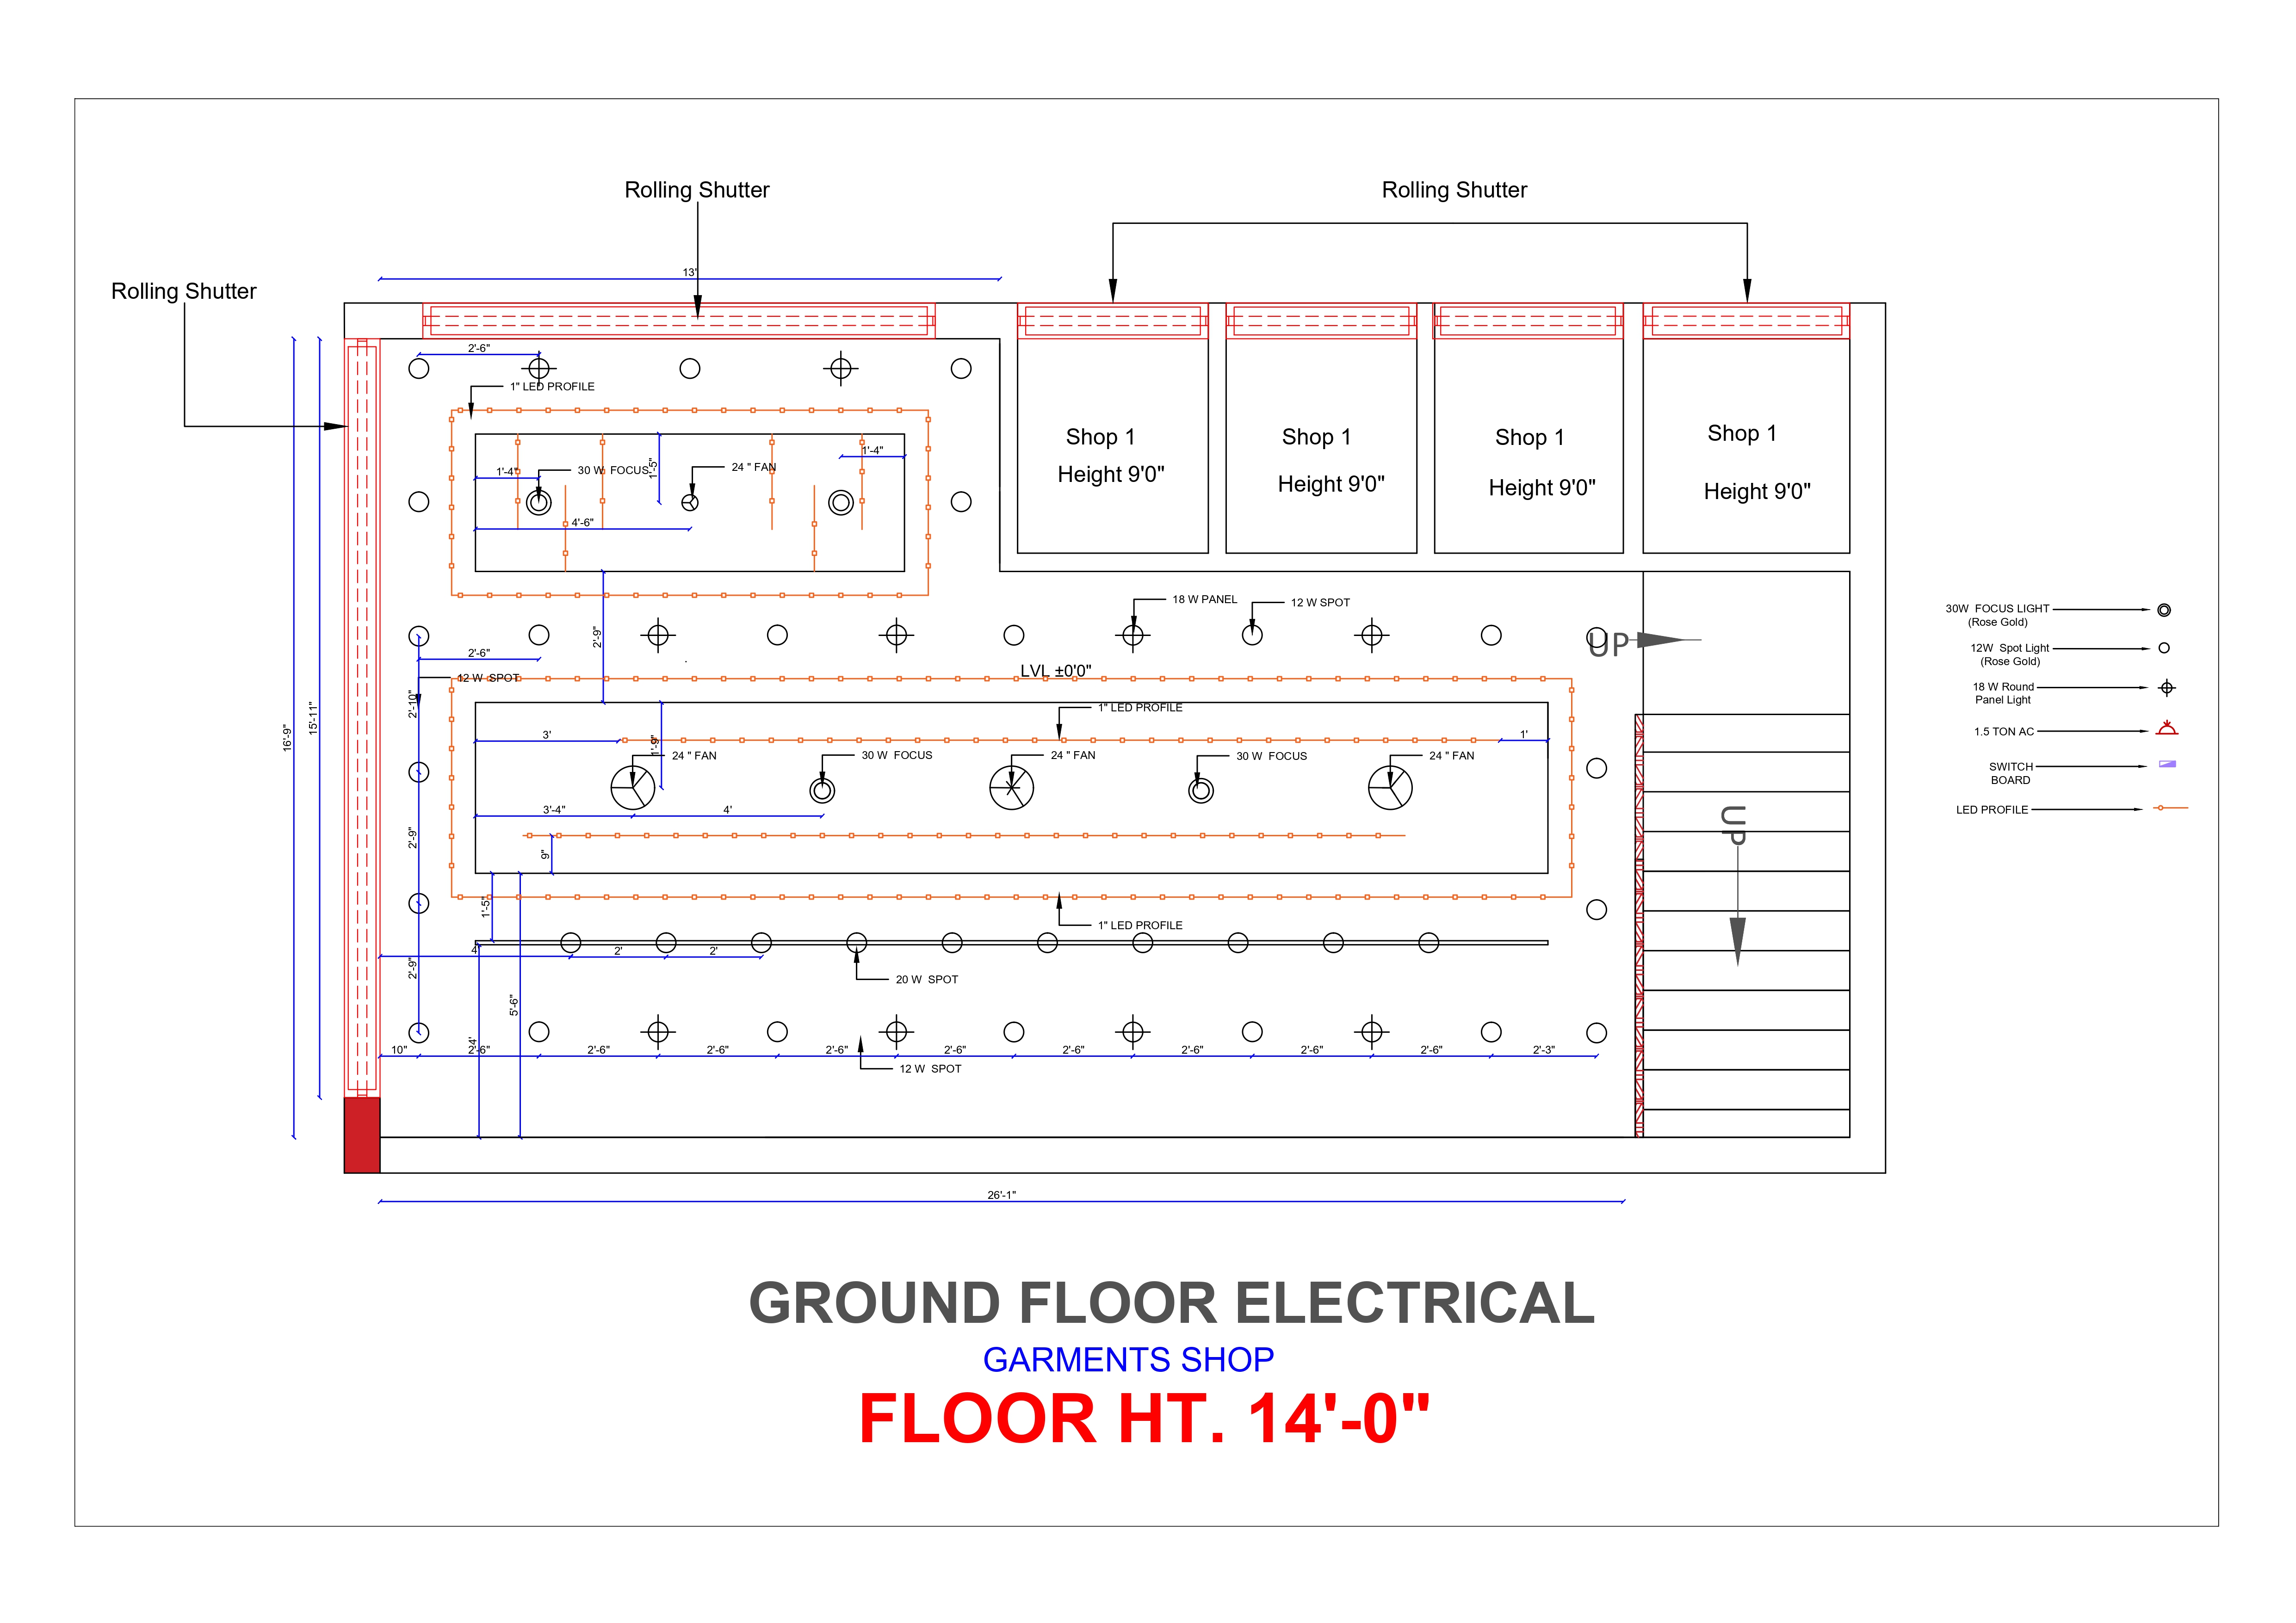 Rolling Shutter
Rolling Shutter
Rolling Shutter
13'
2'-6"
1" LED PROFILE
1'-4"
30 W  FOCUS
1'-5"
24 " FAN
1'-4"
4'-6"
Shop 1
Height 9'0"
Shop 1
Height 9'0"
Shop 1
Height 9'0"
Shop 1
Height 9'0"
18 W PANEL
12 W SPOT
2'-9"
UP
2'-6"
LVL ±0'0"
12 W  SPOT
2'-10"
16'-9"
15'-11"
1" LED PROFILE
3'
1'-9"
1'
24 " FAN
30 W  FOCUS
24 " FAN
30 W  FOCUS
24 " FAN
3'-4"
4'
2'-9"
9"
UP
1'-5"
1" LED PROFILE
4'
2'
2'
2'-9"
20 W  SPOT
5'-6"
4'
10"
2'-6"
2'-6"
2'-6"
2'-6"
2'-6"
2'-6"
2'-6"
2'-6"
2'-6"
2'-3"
12 W  SPOT
26'-1"
30W  FOCUS LIGHT
(Rose Gold)
12W  Spot Light
(Rose Gold)
18 W Round
Panel Light
1.5 TON AC
SWITCH
BOARD
LED PROFILE
GROUND FLOOR ELECTRICAL
GARMENTS SHOP
FLOOR HT. 14'-0"